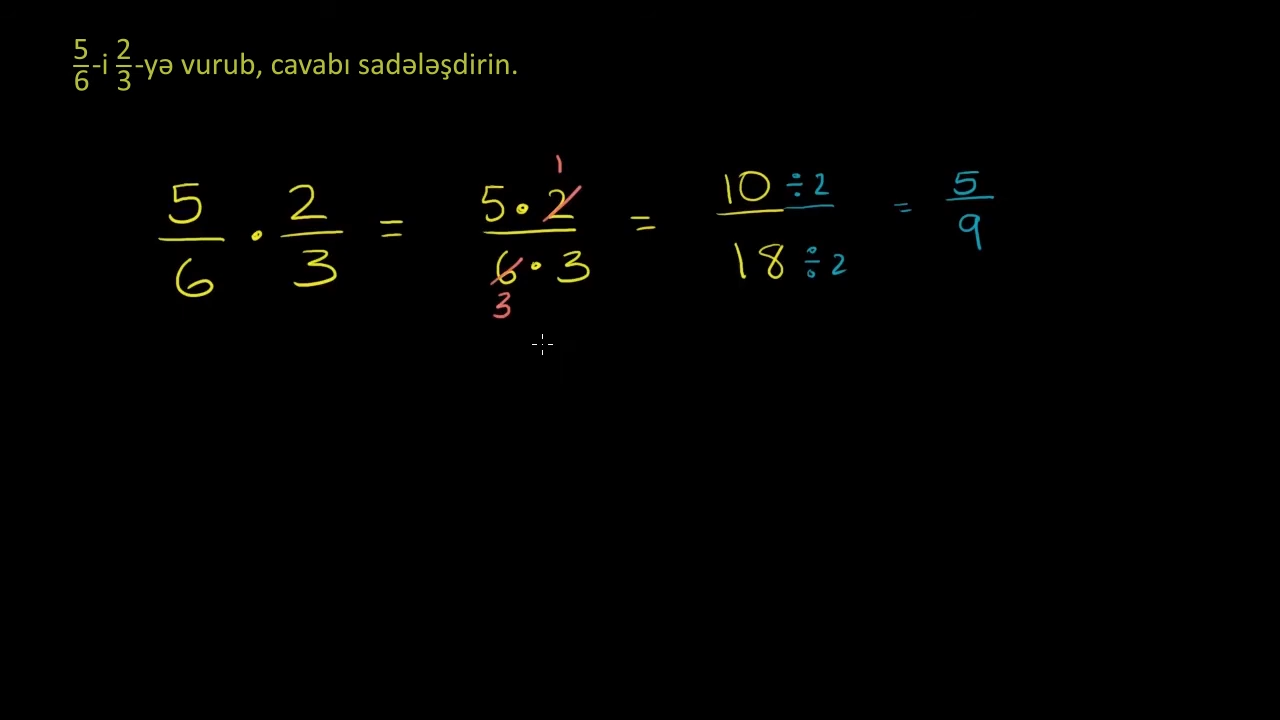 5/6-i 2/3-yə vurub, cavabı sadələşdirin.
5/6 · 2/3 = 5 · 2/6 · 3 = 10 ÷ 2/18 ÷ 2 = 5/9
1
3